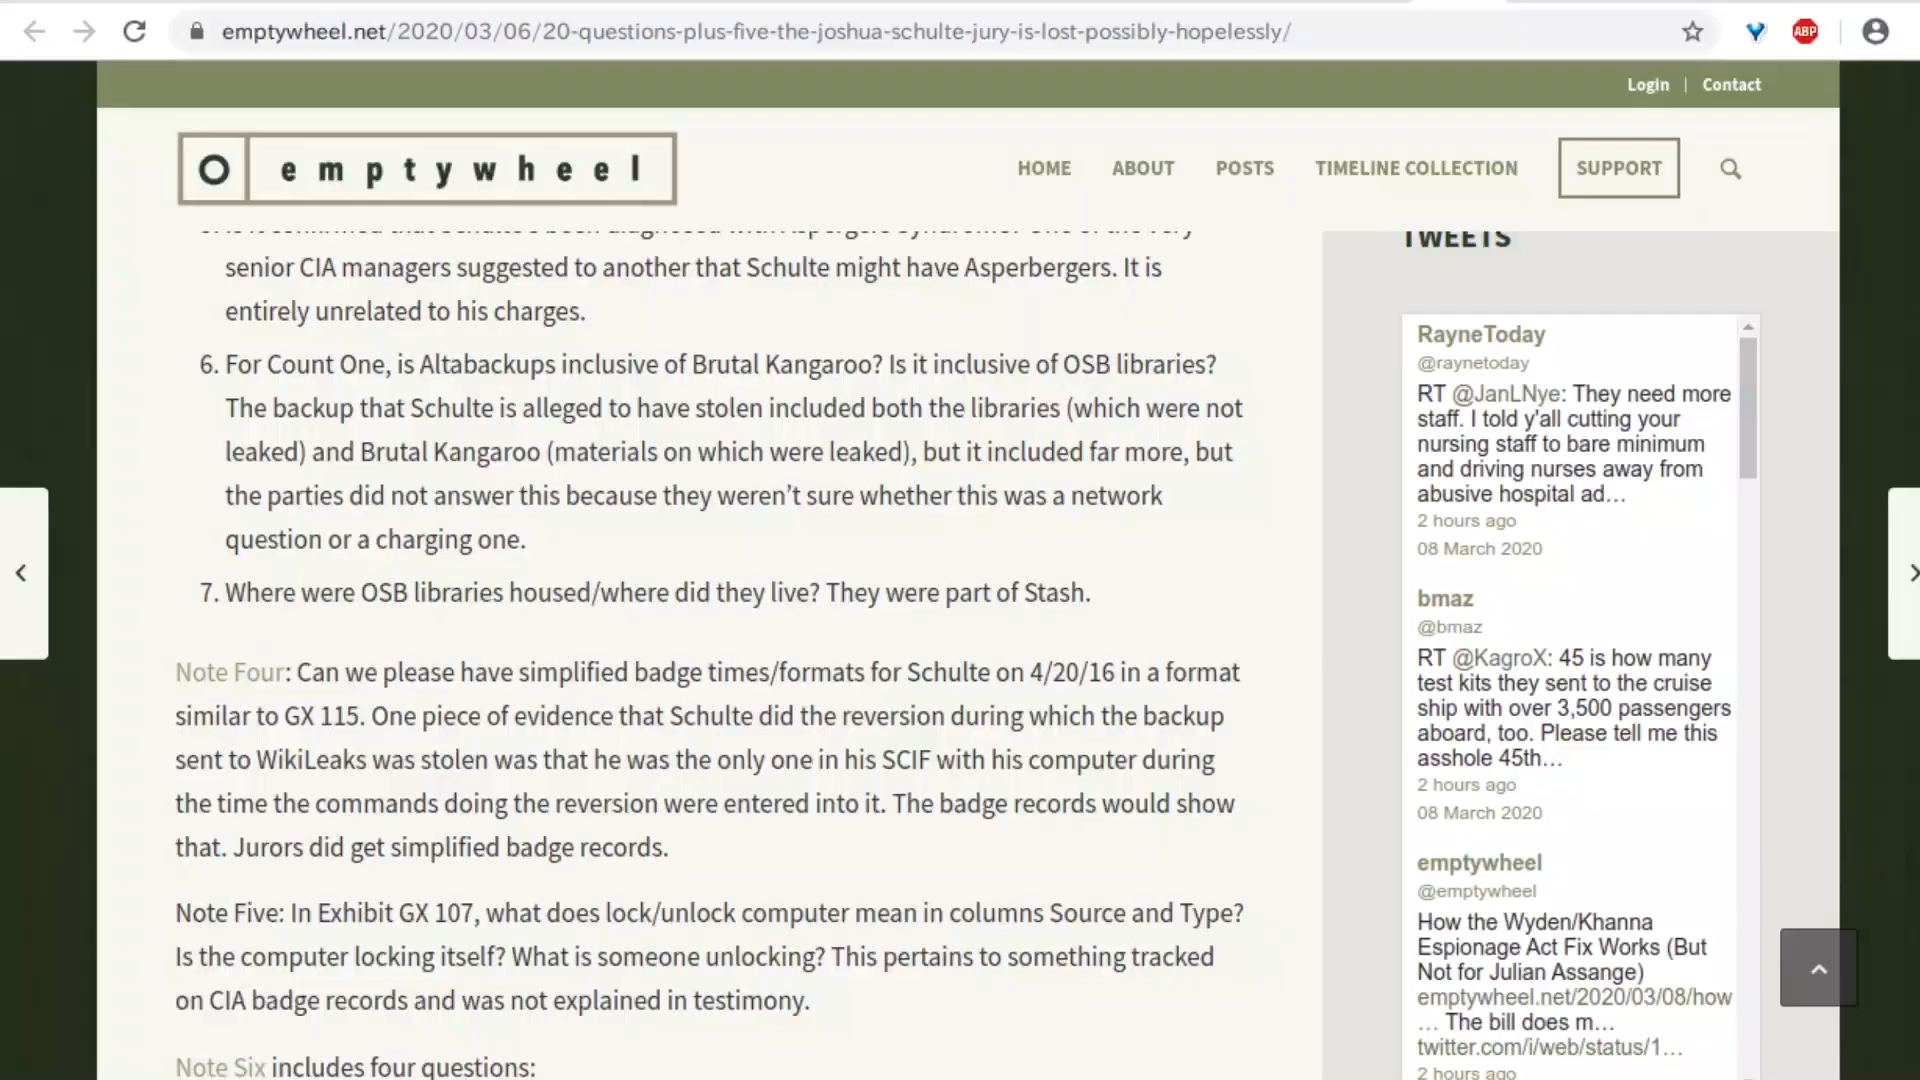 emptywheel.net/2020/03/06/20-questions-plus-five-the-joshua-schulte-jury-is-lost-possibly-hopelessly/
ABP
Login | Contact
emptywheel
HOME ABOUT POSTS TIMELINE COLLECTION SUPPORT
senior CIA managers suggested to another that Schulte might have Asperbergers. It is
entirely unrelated to his charges.
6. For Count One, is Altabackups inclusive of Brutal Kangaroo? Is it inclusive of OSB libraries?
The backup that Schulte is alleged to have stolen included both the libraries (which were not
leaked) and Brutal Kangaroo (materials on which were leaked), but it included far more, but
the parties did not answer this because they weren’t sure whether this was a network
question or a charging one.
7. Where were OSB libraries housed/where did they live? They were part of Stash.
Note Four: Can we please have simplified badge times/formats for Schulte on 4/20/16 in a format
similar to GX 115. One piece of evidence that Schulte did the reversion during which the backup
sent to WikiLeaks was stolen was that he was the only one in his SCIF with his computer during
the time the commands doing the reversion were entered into it. The badge records would show
that. Jurors did get simplified badge records.
Note Five: In Exhibit GX 107, what does lock/unlock computer mean in columns Source and Type?
Is the computer locking itself? What is someone unlocking? This pertains to something tracked
on CIA badge records and was not explained in testimony.
Note Six includes four questions:
TWEETS
RayneToday
@raynetoday
RT @JanLNye: They need more
staff. I told y'all cutting your
nursing staff to bare minimum
and driving nurses away from
abusive hospital ad…
2 hours ago
08 March 2020
bmaz
@bmaz
RT @KagroX: 45 is how many
test kits they sent to the cruise
ship with over 3,500 passengers
aboard, too. Please tell me this
asshole 45th…
2 hours ago
08 March 2020
emptywheel
@emptywheel
How the Wyden/Khanna
Espionage Act Fix Works (But
Not for Julian Assange)
emptywheel.net/2020/03/08/how
… The bill does m…
twitter.com/i/web/status/1…
2 hours ago